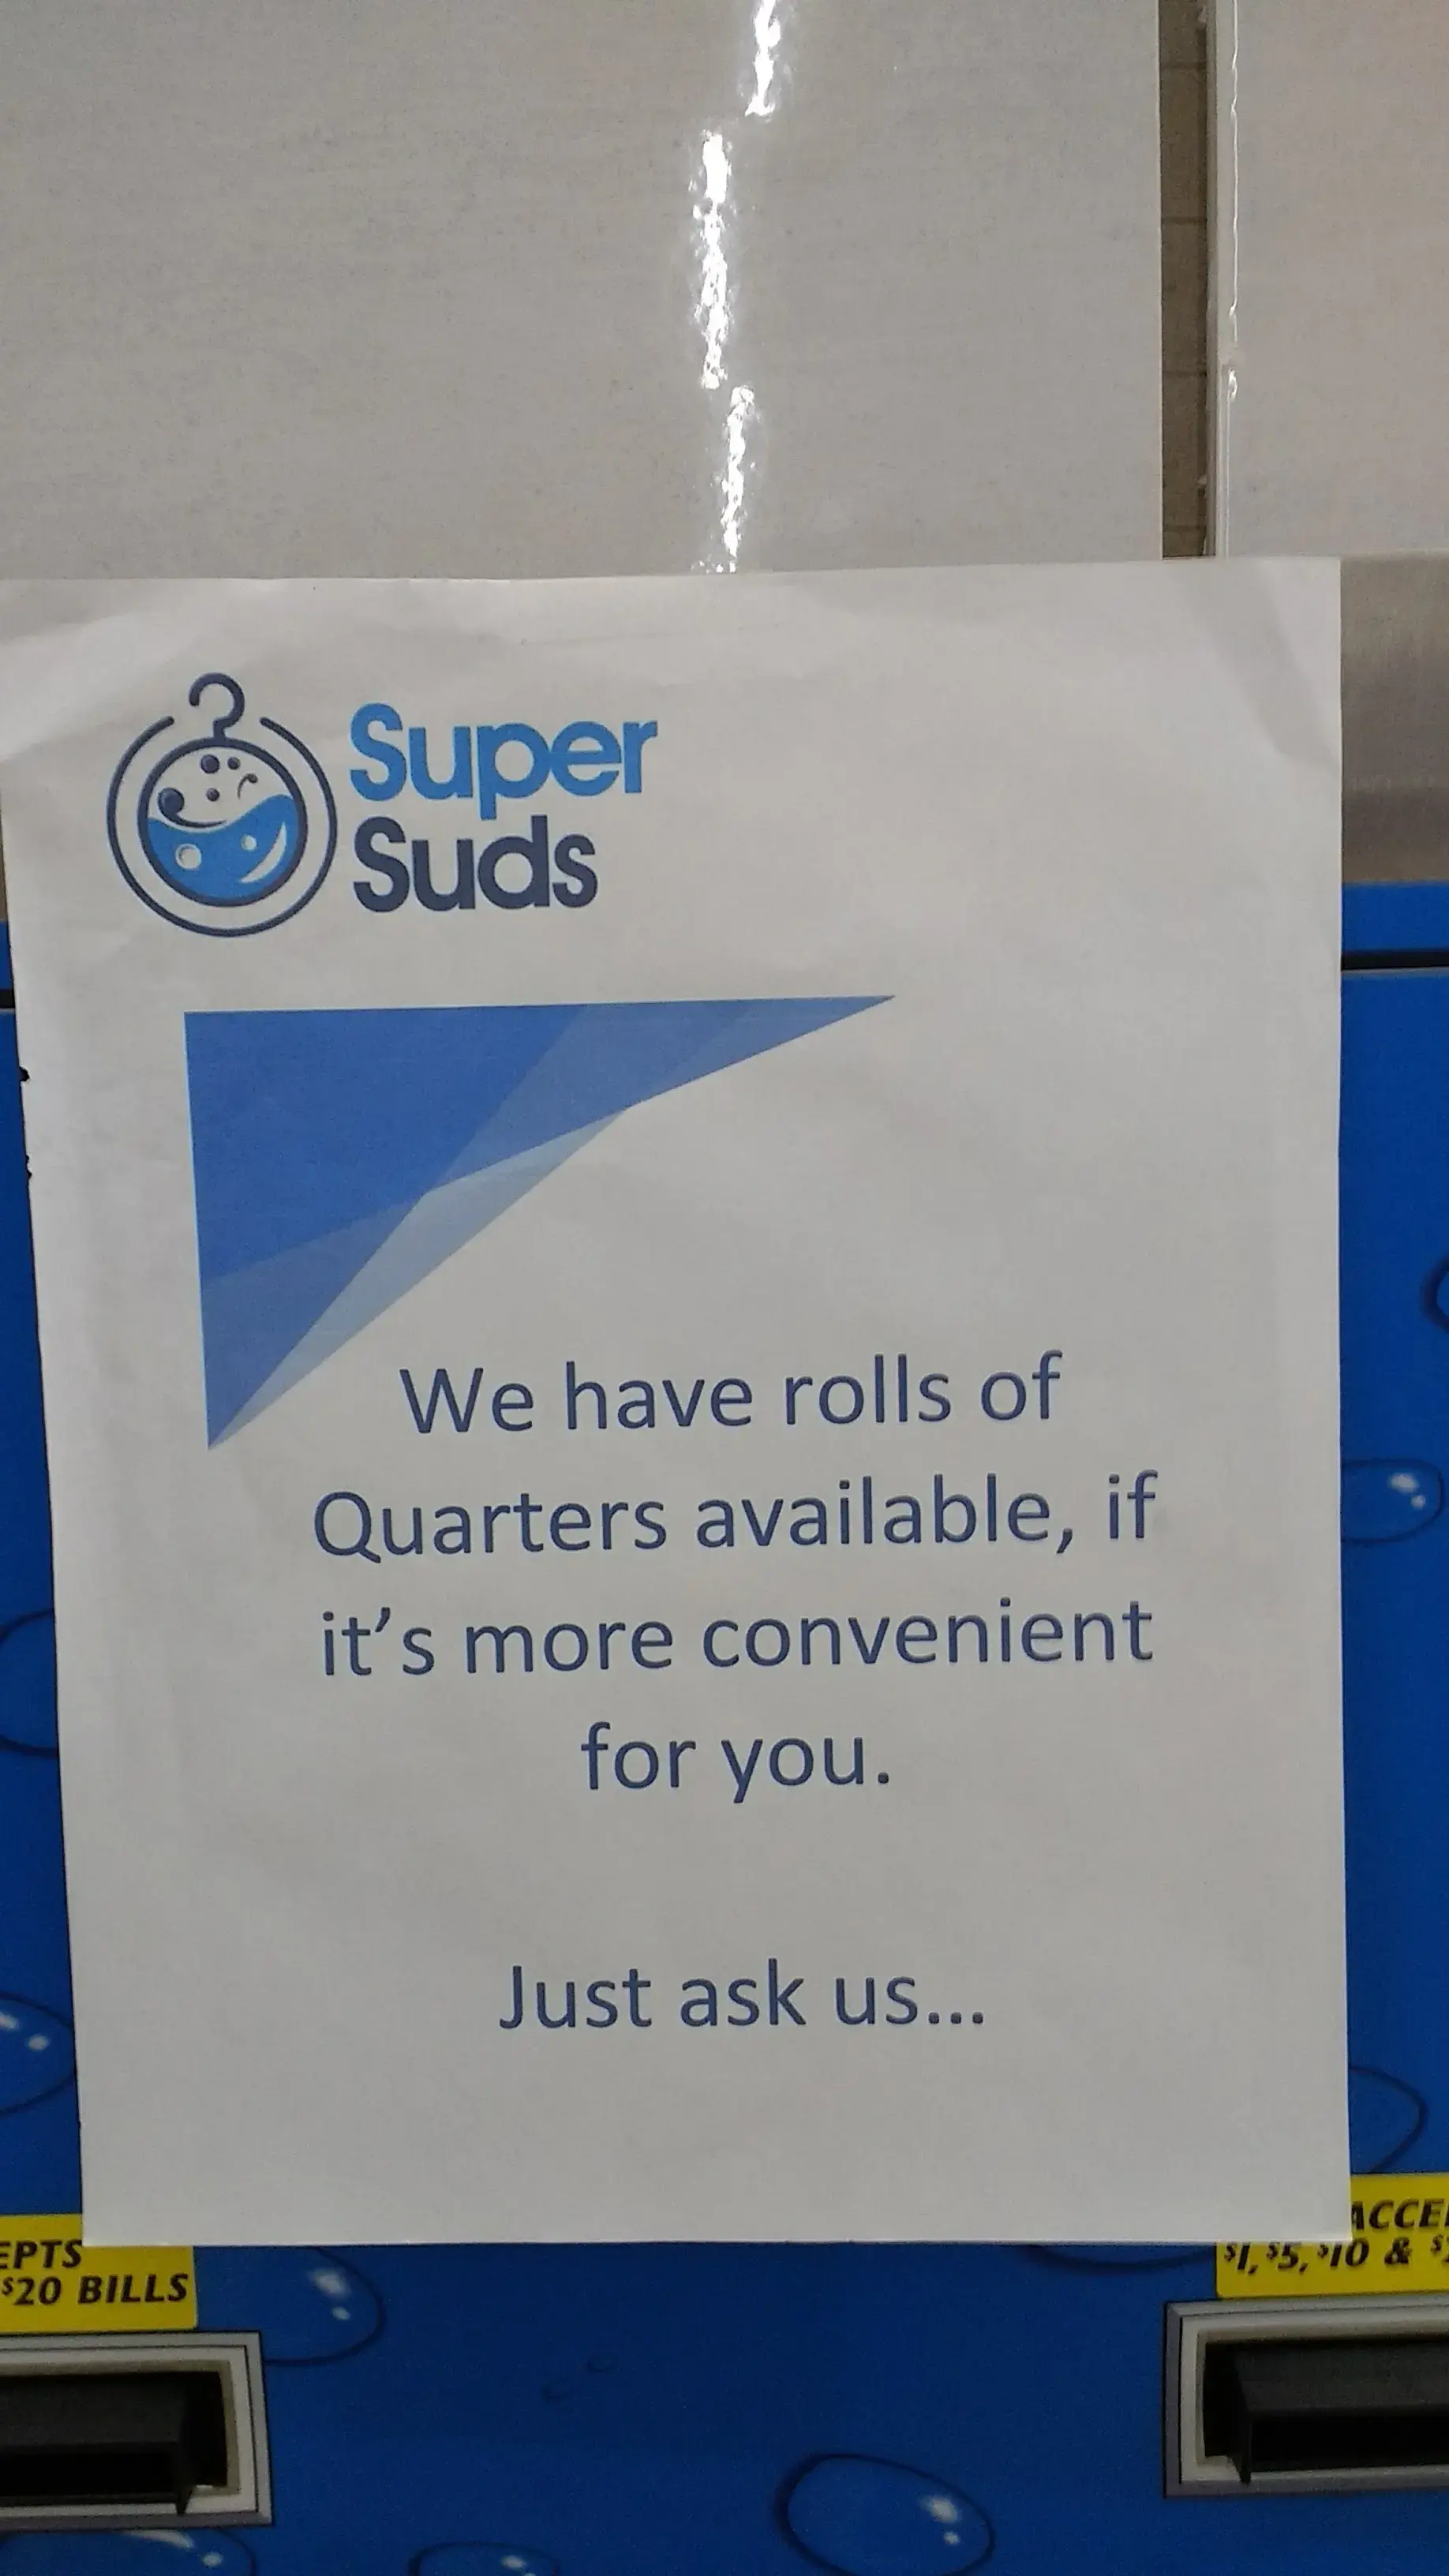 Super
Suds
We have rolls of
Quarters available, if
it's more convenient
for you.
Just ask us...
EPTS
$20 BILLS
ACCE
$1, $5, $10 & $